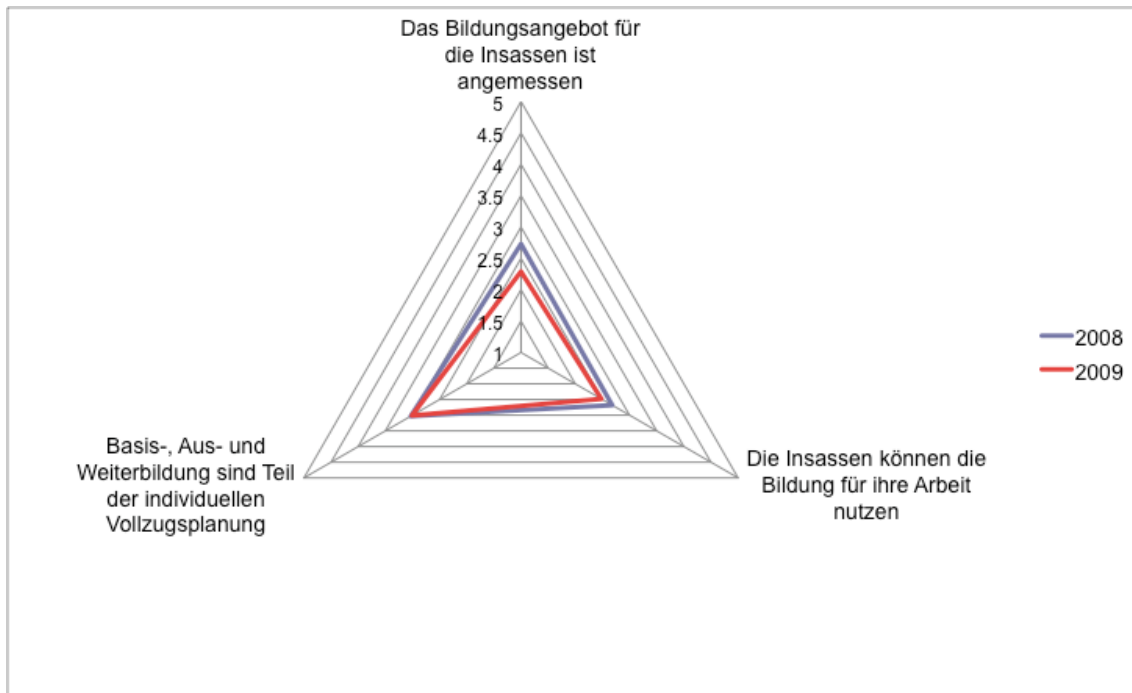 Das Bildungsangebot für
die Insassen ist
angemessen
5
4.5
4
3.5
3
2.5
2
1.5
1
2008
2009
Basis-, Aus- und
Weiterbildung sind Teil
der individuellen
Vollzugsplanung
Die Insassen können die
Bildung für ihre Arbeit
nutzen